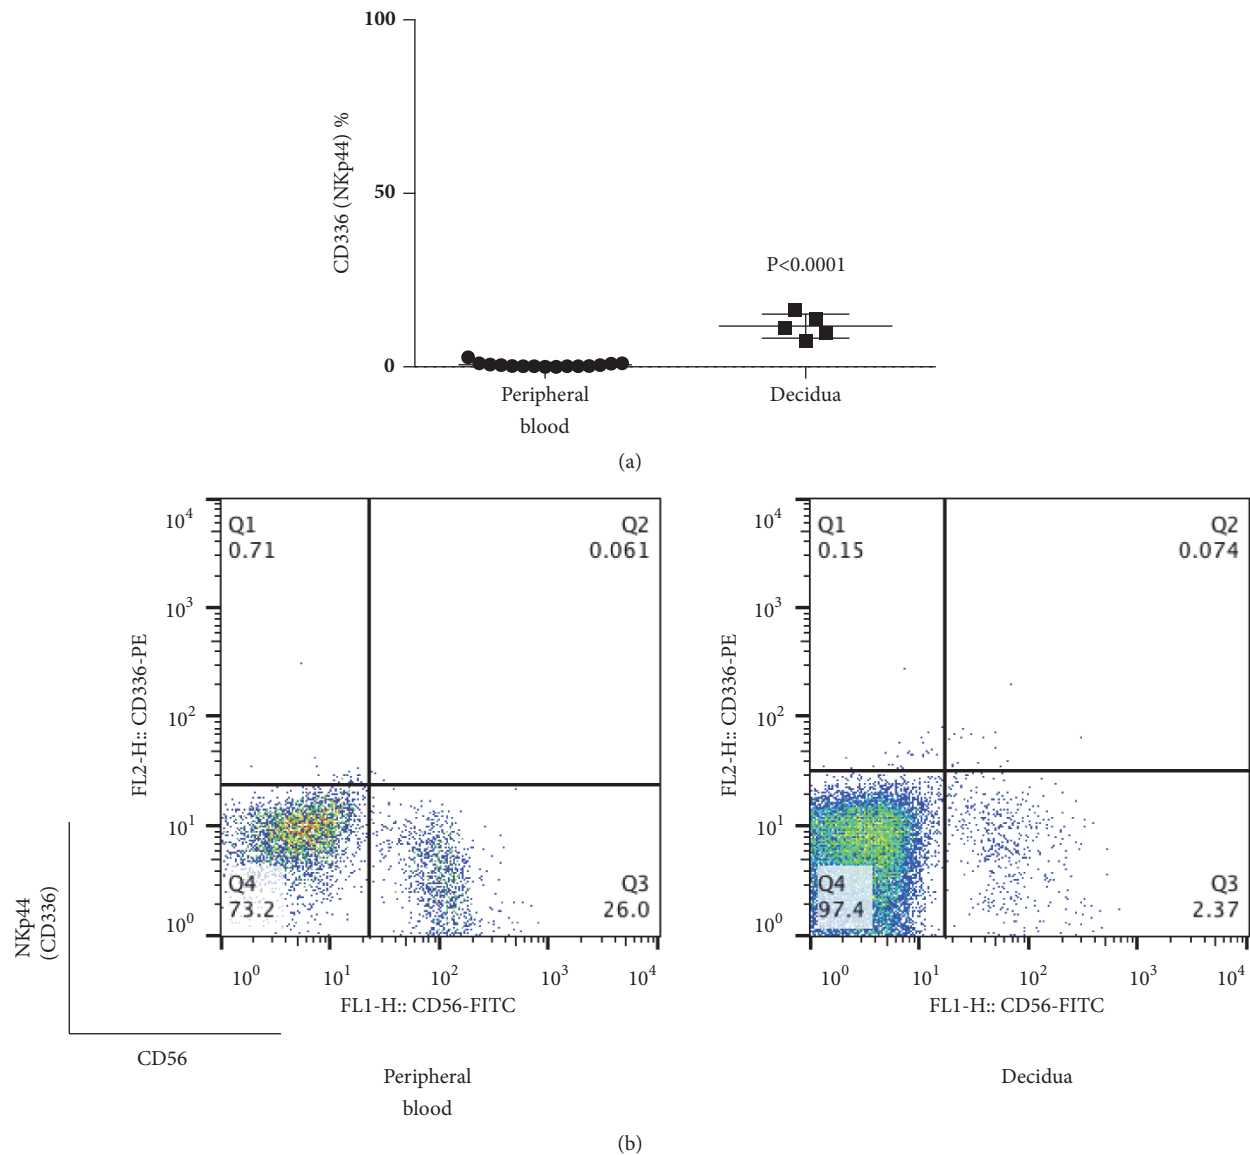 100
50
0
CD336 (NKp44) %
P<0.0001
Peripheral
blood
Decidua
(a)
Q1
0.71
Q2
0.061
Q4
73.2
Q3
26.0
10^4
10^3
10^2
10^1
10^0
FL2-H:: CD336-PE
10^0 10^1 10^2 10^3 10^4
FL1-H:: CD56-FITC
Q1
0.15
Q2
0.074
Q4
97.4
Q3
2.37
10^4
10^3
10^2
10^1
10^0
FL2-H:: CD336-PE
10^0 10^1 10^2 10^3 10^4
FL1-H:: CD56-FITC
NKp44
(CD336)
CD56
Peripheral
blood
Decidua
(b)